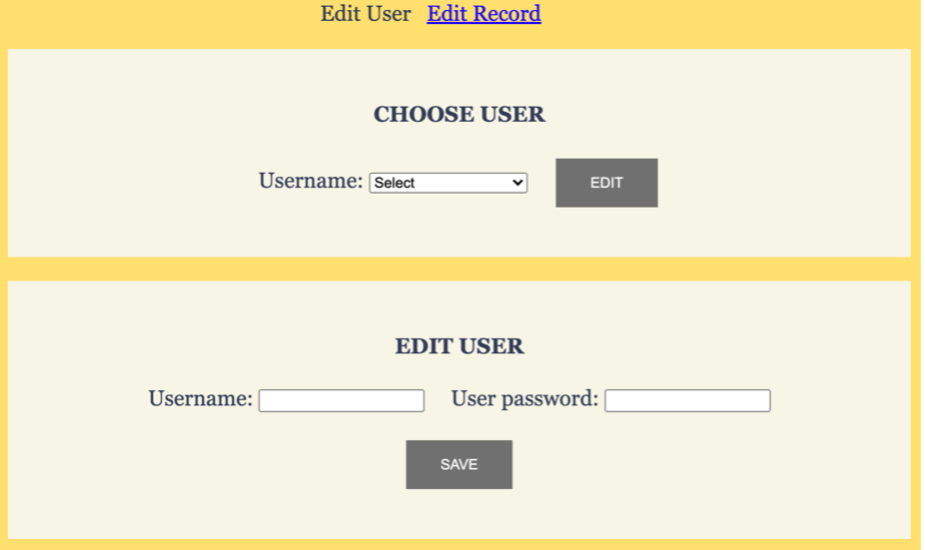 Edit User Edit Record
CHOOSE USER
Username: Select EDIT
EDIT USER
Username: User password:
SAVE